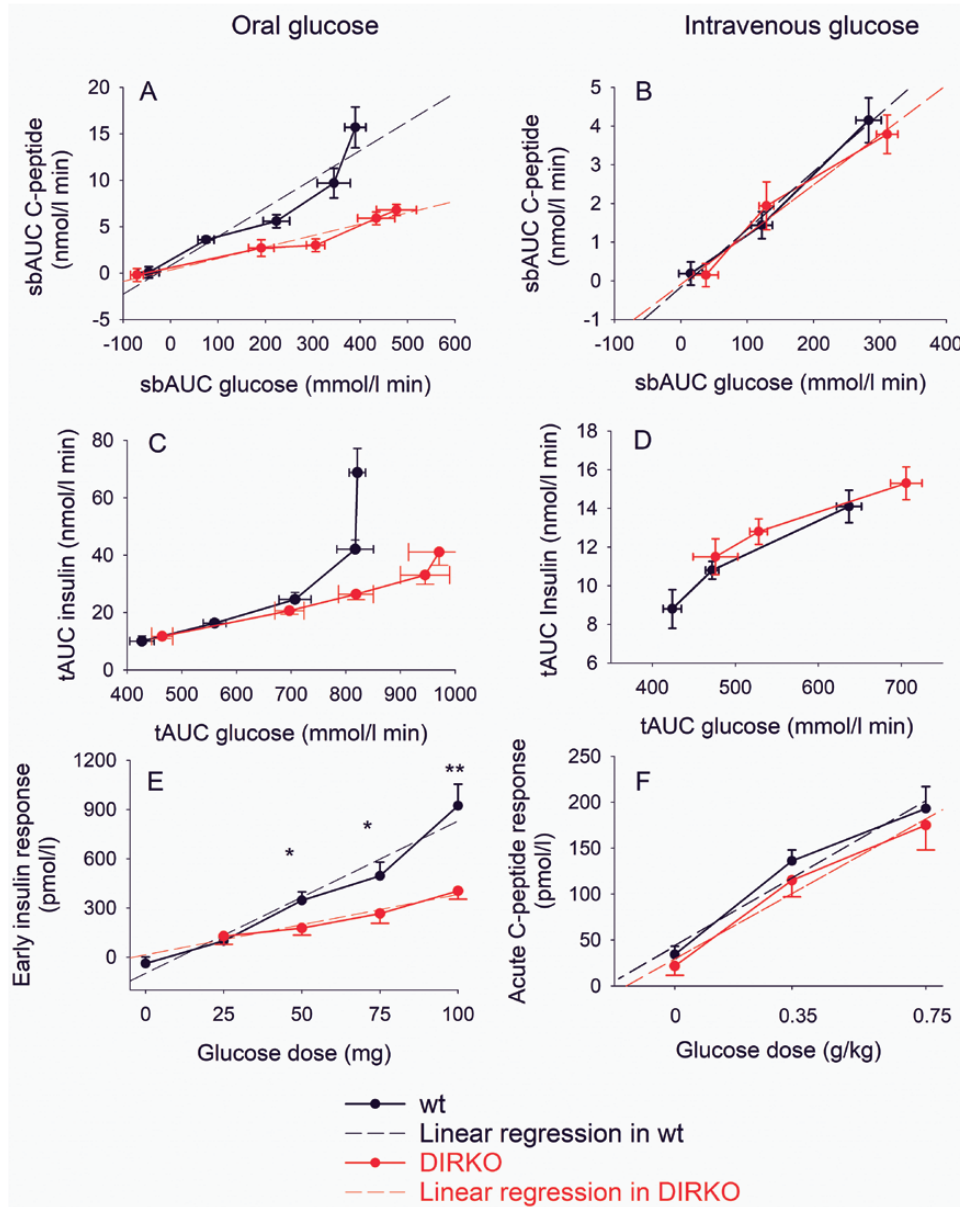 Oral glucose
Intravenous glucose
A
sbAUC C-peptide
(nmol/l min)
20
15
10
5
0
-5
-100 0 100 200 300 400 500 600
sbAUC glucose (mmol/l min)
B
sbAUC C-peptide
(nmol/l min)
5
4
3
2
1
0
-1
-100 0 100 200 300 400
sbAUC glucose (mmol/l min)
C
tAUC insulin (nmol/l min)
80
60
40
20
0
400 500 600 700 800 900 1000
tAUC glucose (mmol/l min)
D
tAUC Insulin (nmol/l min)
18
16
14
12
10
8
6
400 500 600 700
tAUC glucose (mmol/l min)
E
Early insulin response
(pmol/l)
1200
900
600
300
0
* * **
0 25 50 75 100
Glucose dose (mg)
F
Acute C-peptide response
(pmol/l)
250
200
150
100
50
0
0 0.35 0.75
Glucose dose (g/kg)
wt
Linear regression in wt
DIRKO
Linear regression in DIRKO